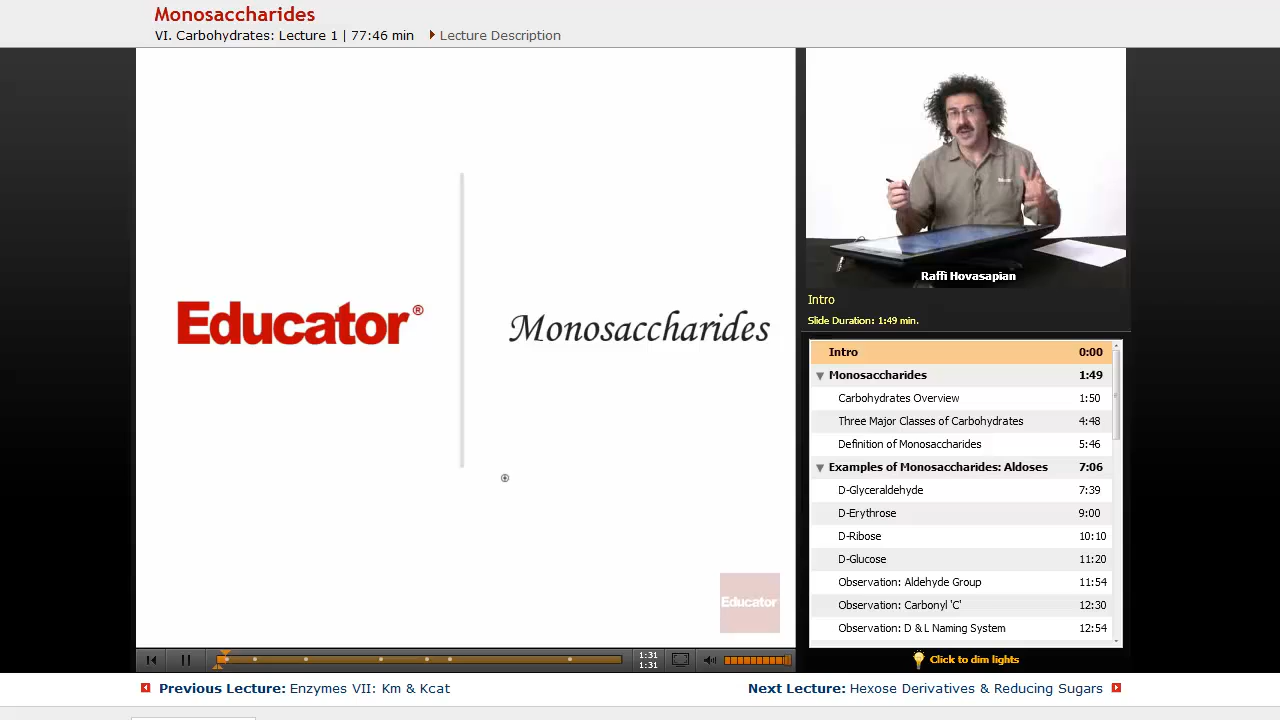 Monosaccharides
VI. Carbohydrates: Lecture 1 | 77:46 min Lecture Description
Educator®
Monosaccharides
Educator
Raffi Hovasapian
Intro
Slide Duration: 1:49 min.
Intro 0:00
Monosaccharides 1:49
Carbohydrates Overview 1:50
Three Major Classes of Carbohydrates 4:48
Definition of Monosaccharides 5:46
Examples of Monosaccharides: Aldoses 7:06
D-Glyceraldehyde 7:39
D-Erythrose 9:00
D-Ribose 10:10
D-Glucose 11:20
Observation: Aldehyde Group 11:54
Observation: Carbonyl 'C' 12:30
Observation: D & L Naming System 12:54
1:31
1:31
Click to dim lights
Previous Lecture: Enzymes VII: Km & Kcat
Next Lecture: Hexose Derivatives & Reducing Sugars